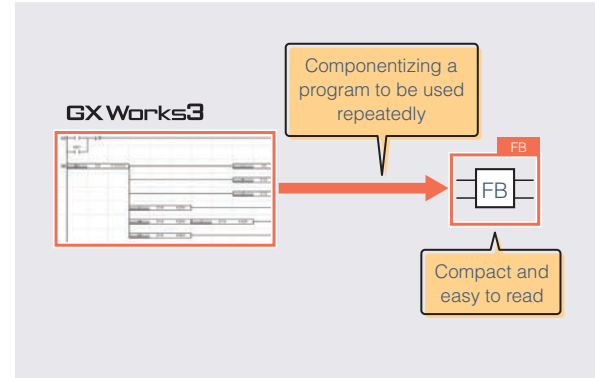 Componentizing a
program to be used
repeatedly
GX Works3
FB
FB
Compact and
easy to read